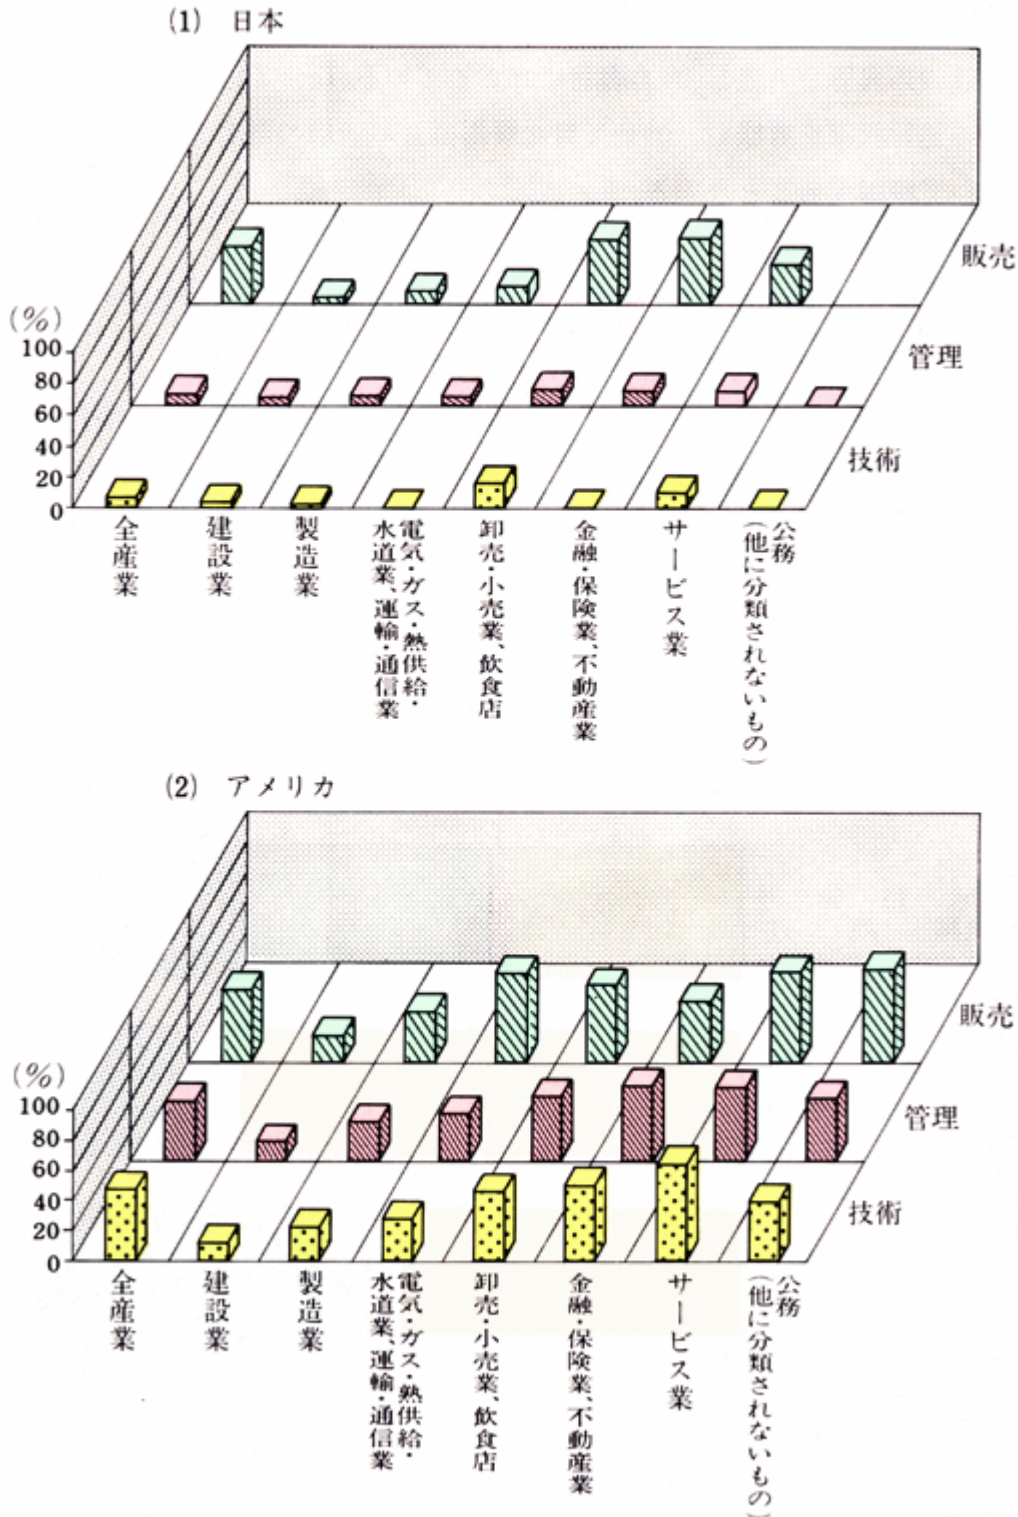 (1) 日本
販売
管理
技術
(%)
100
80
60
40
20
0
全産業
建設業
製造業
電気・ガス・熱供給・
水道業、運輸・通信業
卸売・小売業、飲食店
金融・保険業、不動産業
サービス業
公務
(他に分類されないもの)
(2) アメリカ
販売
管理
技術
(%)
100
80
60
40
20
0
全産業
建設業
製造業
電気・ガス・熱供給・
水道業、運輸・通信業
卸売・小売業、飲食店
金融・保険業、不動産業
サービス業
公務
(他に分類されないもの)